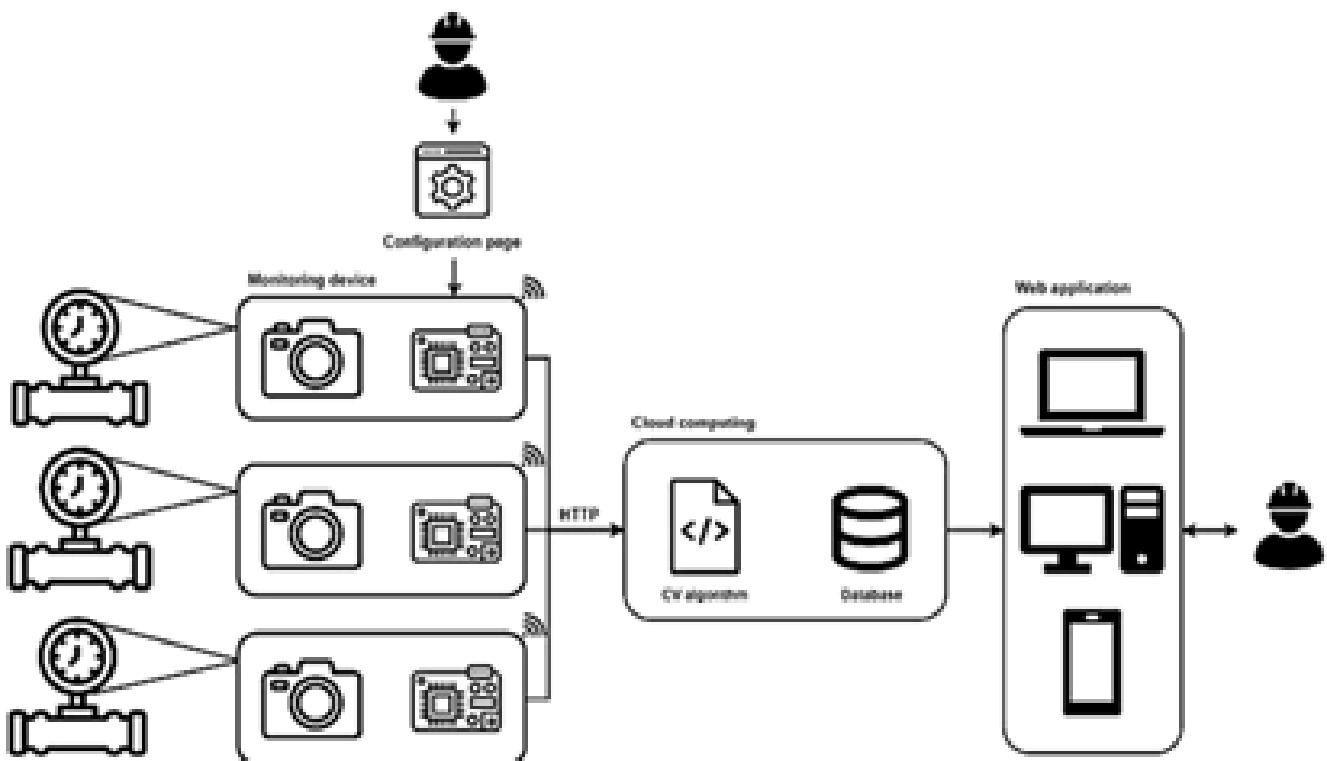 Configuration page
Monitoring device
Web application
Cloud computing
HTTP
</>
CV algorithm
Database